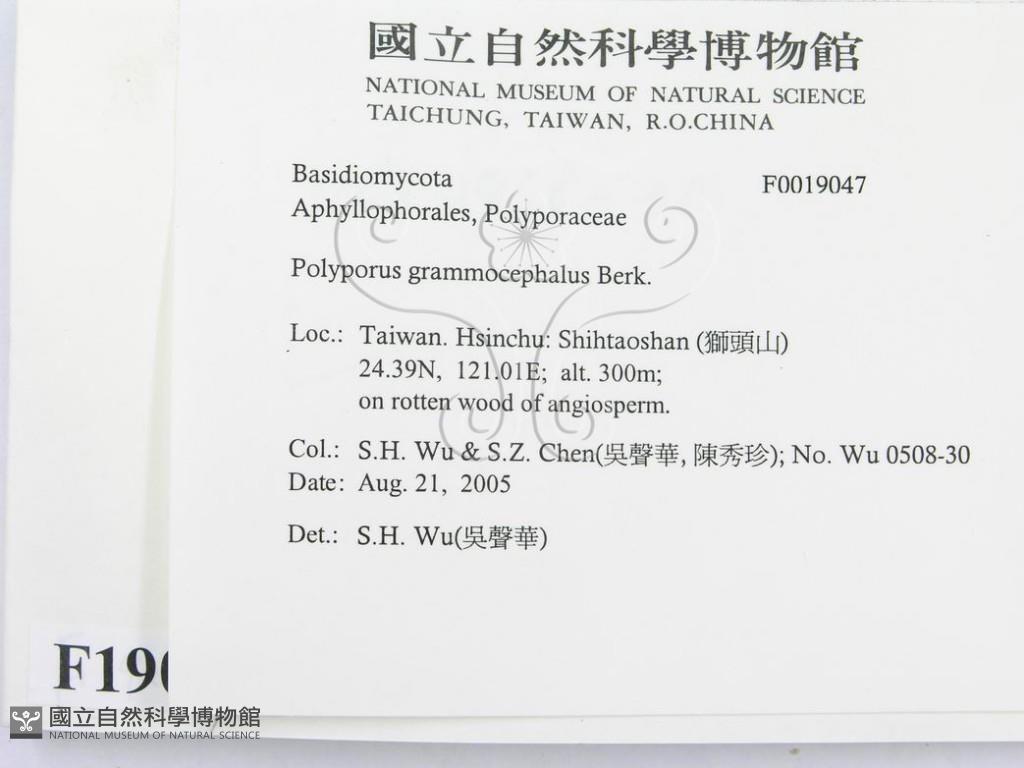 國立自然科學博物館
NATIONAL MUSEUM OF NATURAL SCIENCE
TAICHUNG, TAIWAN, R.O.CHINA
Basidiomycota F0019047
Aphyllophorales, Polyporaceae
Polyporus grammocephalus Berk.
Loc.: Taiwan. Hsinchu: Shihtaoshan (獅頭山)
24.39N, 121.01E; alt. 300m;
on rotten wood of angiosperm.
Col.: S.H. Wu & S.Z. Chen(吳聲華, 陳秀珍); No. Wu 0508-30
Date: Aug. 21, 2005
Det.: S.H. Wu(吳聲華)
F190
國立自然科學博物館
NATIONAL MUSEUM OF NATURAL SCIENCE